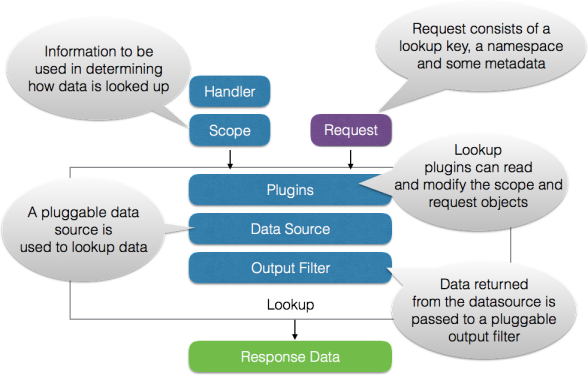 Information to be
used in determining
how data is looked up
Request consists of a
lookup key, a namespace
and some metadata
Handler
Scope
Request
Lookup
plugins can read
and modify the scope and
request objects
Plugins
A pluggable data
source is
used to lookup data
Data Source
Output Filter
Data returned
from the datasource is
passed to a pluggable
output filter
Lookup
Response Data